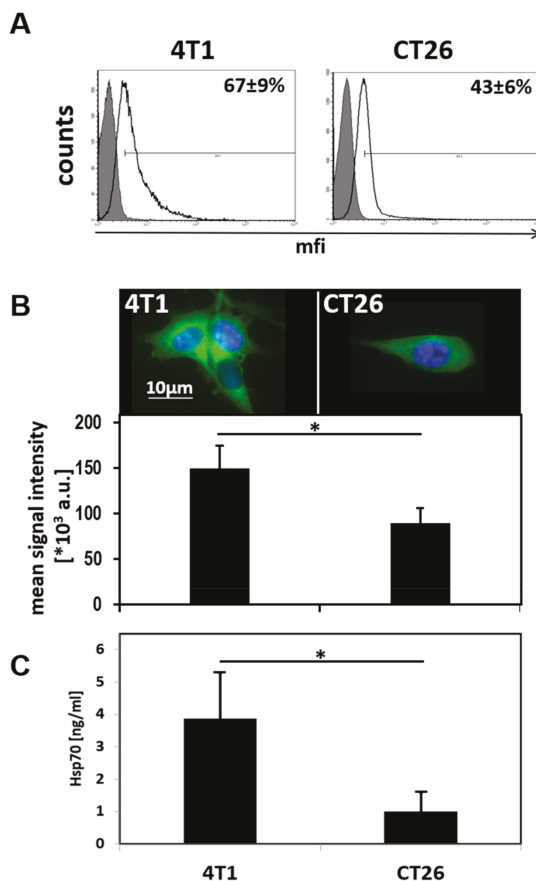 A
4T1
CT26
67±9%
43±6%
counts
mfi
B
4T1
CT26
10µm
*
mean signal intensity
[*10³ a.u.]
200
150
100
50
0
C
*
Hsp70 [ng/ml]
6
5
4
3
2
1
0
4T1
CT26